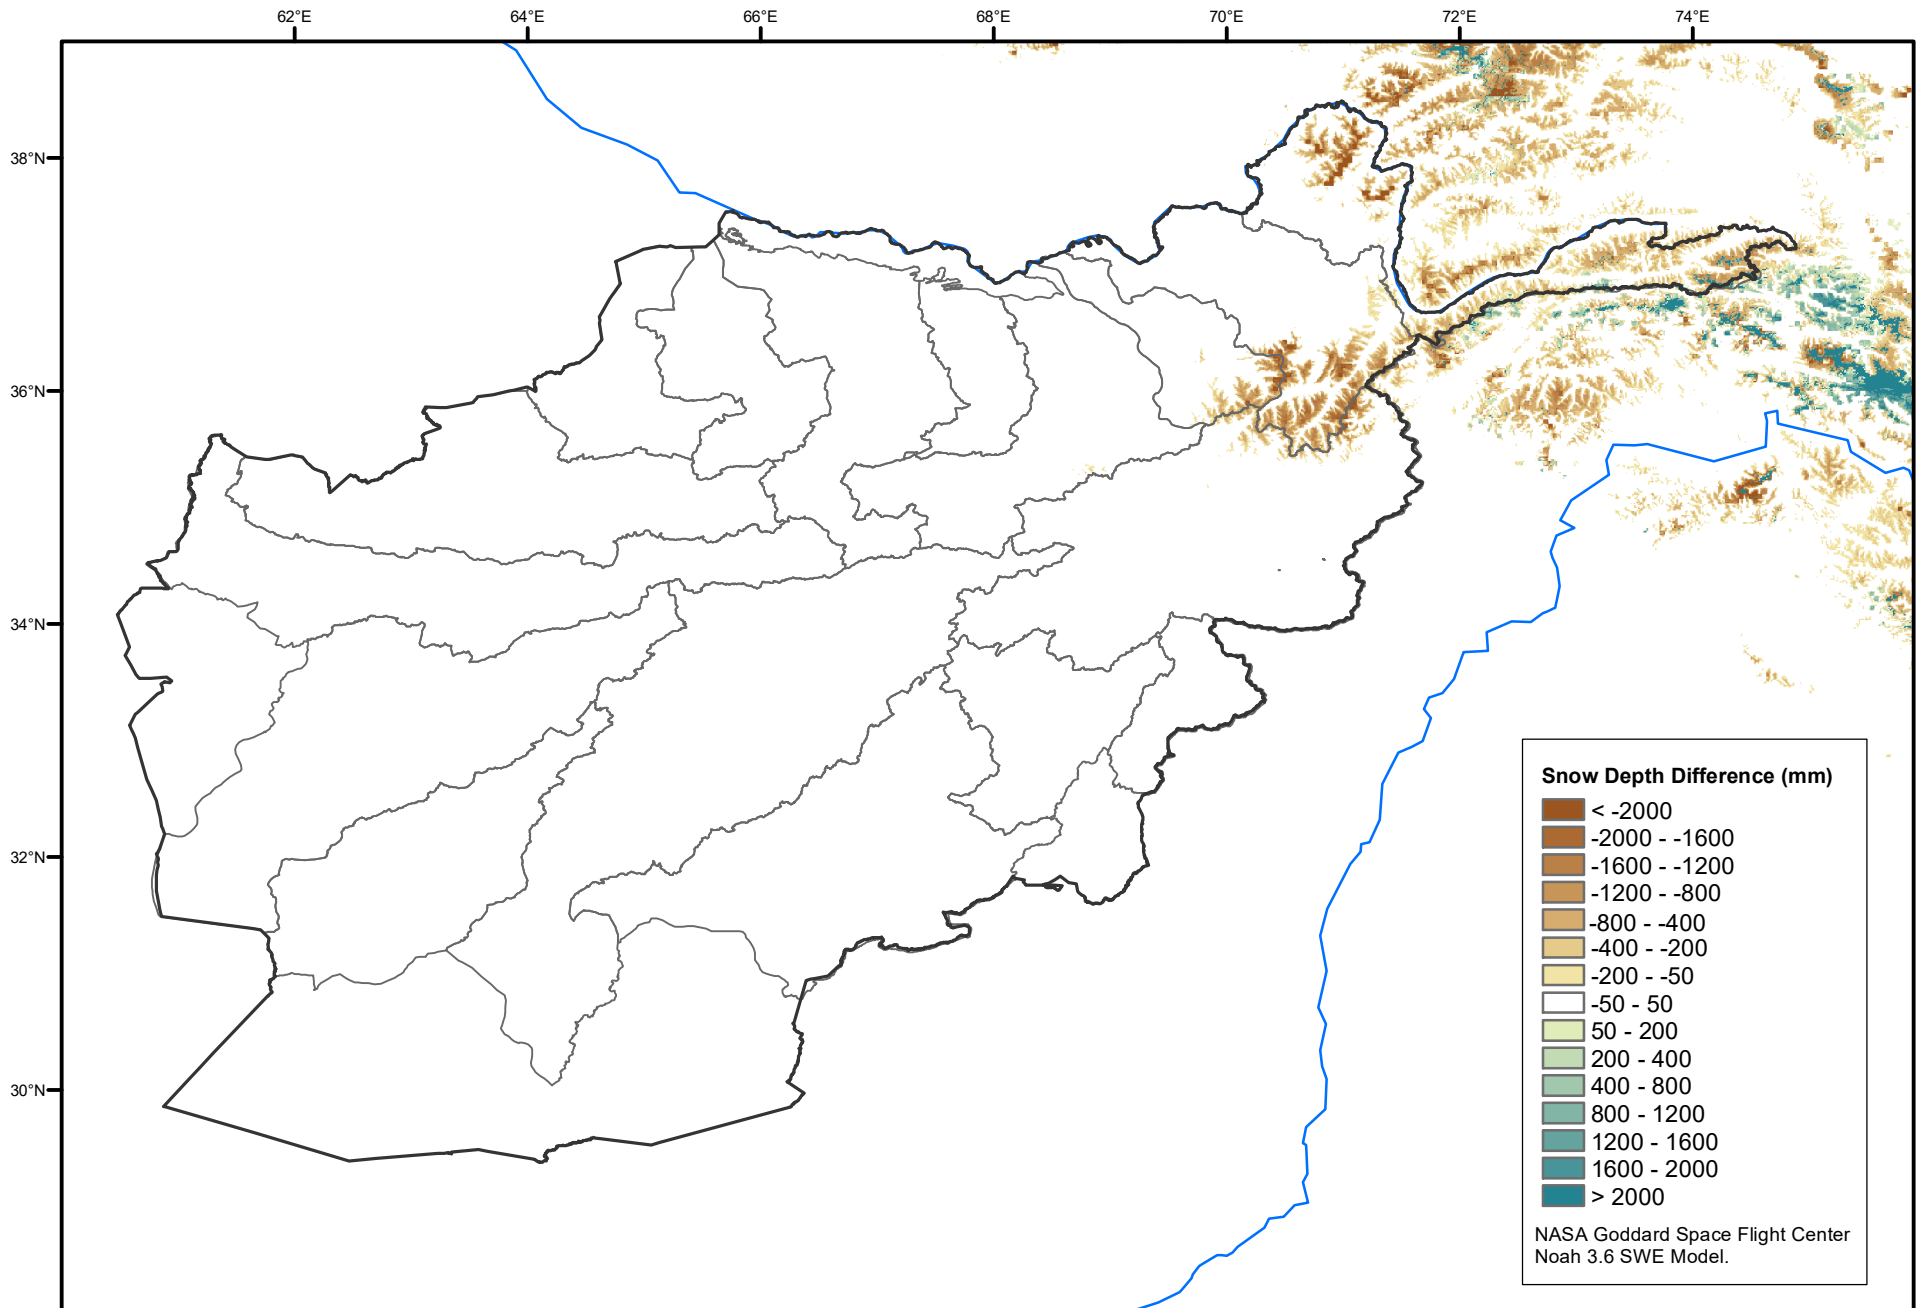 62°E 64°E 66°E 68°E 70°E 72°E 74°E
38°N
36°N
34°N
32°N
30°N
Snow Depth Difference (mm)
< -2000
-2000 - -1600
-1600 - -1200
-1200 - -800
-800 - -400
-400 - -200
-200 - -50
-50 - 50
50 - 200
200 - 400
400 - 800
800 - 1200
1200 - 1600
1600 - 2000
> 2000
NASA Goddard Space Flight Center
Noah 3.6 SWE Model.